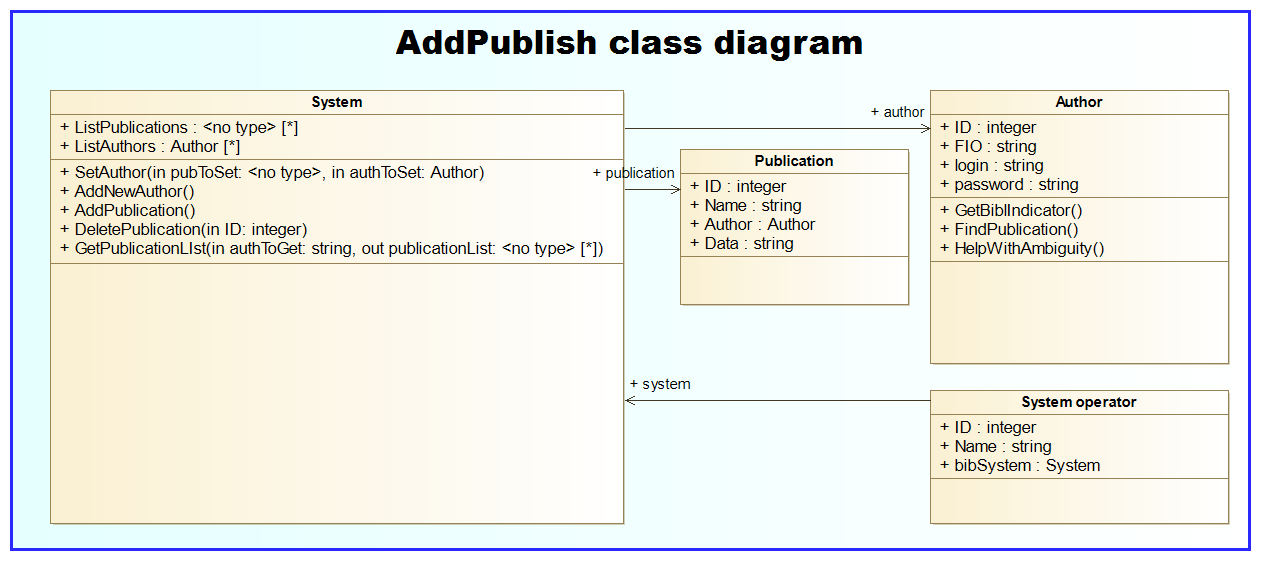 AddPublish class diagram
System
+ ListPublications : <no type> [*]
+ ListAuthors : Author [*]
+ SetAuthor(in pubToSet: <no type>, in authToSet: Author)
+ AddNewAuthor()
+ AddPublication()
+ DeletePublication(in ID: integer)
+ GetPublicationLIst(in authToGet: string, out publicationList: <no type> [*])
+ author
+ publication
Publication
+ ID : integer
+ Name : string
+ Author : Author
+ Data : string
Author
+ ID : integer
+ FIO : string
+ login : string
+ password : string
+ GetBiblIndicator()
+ FindPublication()
+ HelpWithAmbiguity()
+ system
System operator
+ ID : integer
+ Name : string
+ bibSystem : System